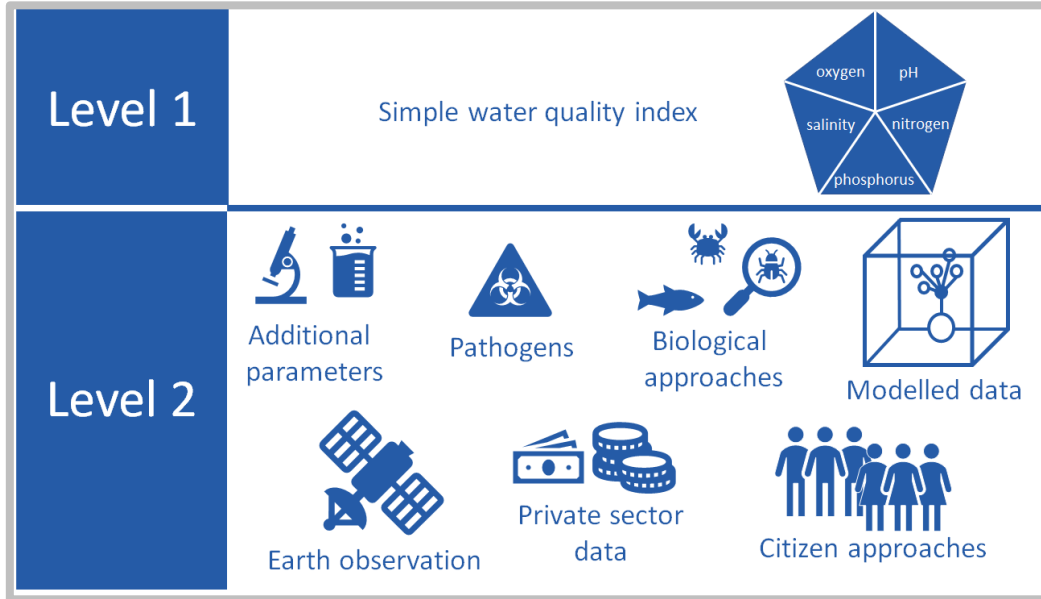 Level 1
Simple water quality index
oxygen
pH
salinity
nitrogen
phosphorus
Level 2
Additional
parameters
Pathogens
Biological
approaches
Modelled data
Earth observation
Private sector
data
Citizen approaches